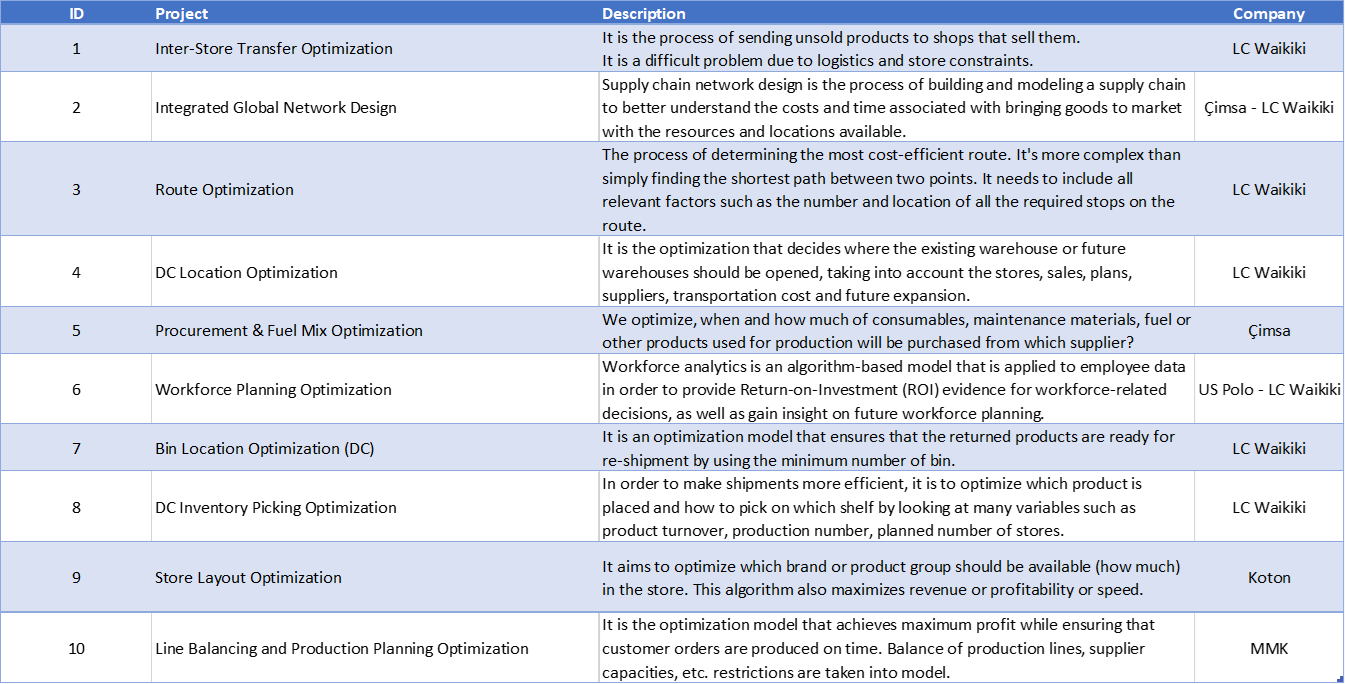 ID Project Description Company
1 Inter-Store Transfer Optimization It is the process of sending unsold products to shops that sell them.
It is a difficult problem due to logistics and store constraints. LC Waikiki
2 Integrated Global Network Design Supply chain network design is the process of building and modeling a supply chain
to better understand the costs and time associated with bringing goods to market
with the resources and locations available. Çimsa - LC Waikiki
3 Route Optimization The process of determining the most cost-efficient route. It's more complex than
simply finding the shortest path between two points. It needs to include all
relevant factors such as the number and location of all the required stops on the
route. LC Waikiki
4 DC Location Optimization It is the optimization that decides where the existing warehouse or future
warehouses should be opened, taking into account the stores, sales, plans,
suppliers, transportation cost and future expansion. LC Waikiki
5 Procurement & Fuel Mix Optimization We optimize, when and how much of consumables, maintenance materials, fuel or
other products used for production will be purchased from which supplier? Çimsa
6 Workforce Planning Optimization Workforce analytics is an algorithm-based model that is applied to employee data
in order to provide Return-on-Investment (ROI) evidence for workforce-related
decisions, as well as gain insight on future workforce planning. US Polo - LC Waikiki
7 Bin Location Optimization (DC) It is an optimization model that ensures that the returned products are ready for
re-shipment by using the minimum number of bin. LC Waikiki
8 DC Inventory Picking Optimization In order to make shipments more efficient, it is to optimize which product is
placed and how to pick on which shelf by looking at many variables such as
product turnover, production number, planned number of stores. LC Waikiki
9 Store Layout Optimization It aims to optimize which brand or product group should be available (how much)
in the store. This algorithm also maximizes revenue or profitability or speed. Koton
10 Line Balancing and Production Planning Optimization It is the optimization model that achieves maximum profit while ensuring that
customer orders are produced on time. Balance of production lines, supplier
capacities, etc. restrictions are taken into model. MMK